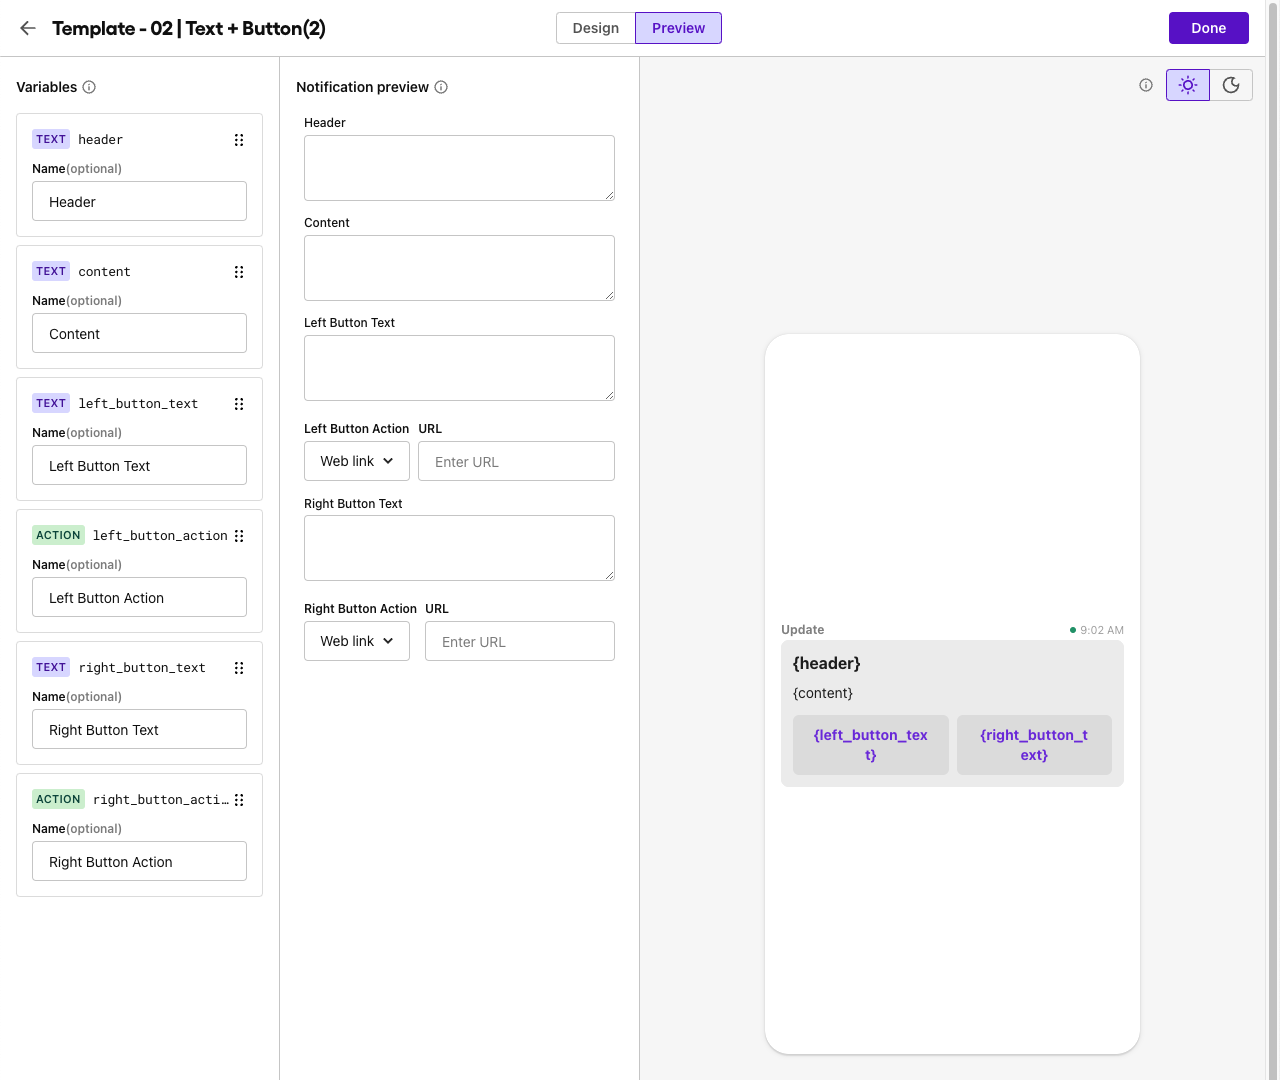 Template - 02 | Text + Button(2)
Design
Preview
Done
Variables
TEXT header
Name(optional)
Header
TEXT content
Name(optional)
Content
TEXT left_button_text
Name(optional)
Left Button Text
ACTION left_button_action
Name(optional)
Left Button Action
TEXT right_button_text
Name(optional)
Right Button Text
ACTION right_button_acti…
Name(optional)
Right Button Action
Notification preview
Header
Content
Left Button Text
Left Button Action URL
Web link Enter URL
Right Button Text
Right Button Action URL
Web link Enter URL
Update 9:02 AM
{header}
{content}
{left_button_tex
t}
{right_button_t
ext}